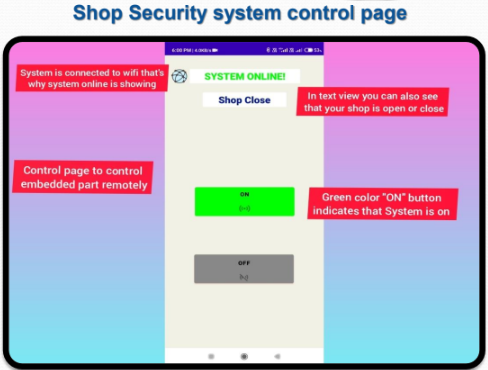 Shop Security system control page
6:00 PM
System is connected to wifi that's
why system online is showing
SYSTEM ONLINE!
Shop Close
In text view you can also see
that your shop is open or close
Control page to control
embedded part remotely
ON
Green color "ON" button
indicates that System is on
OFF